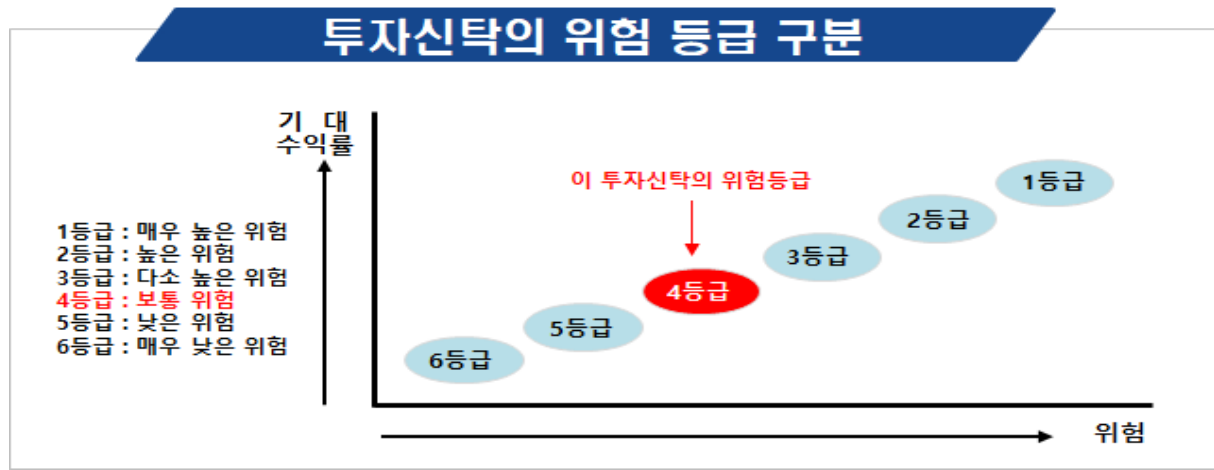 투자신탁의 위험 등급 구분
기 대
수익률
이 투자신탁의 위험등급
1등급 : 매우 높은 위험
2등급 : 높은 위험
3등급 : 다소 높은 위험
4등급 : 보통 위험
5등급 : 낮은 위험
6등급 : 매우 낮은 위험
1등급
2등급
3등급
4등급
5등급
6등급
위험